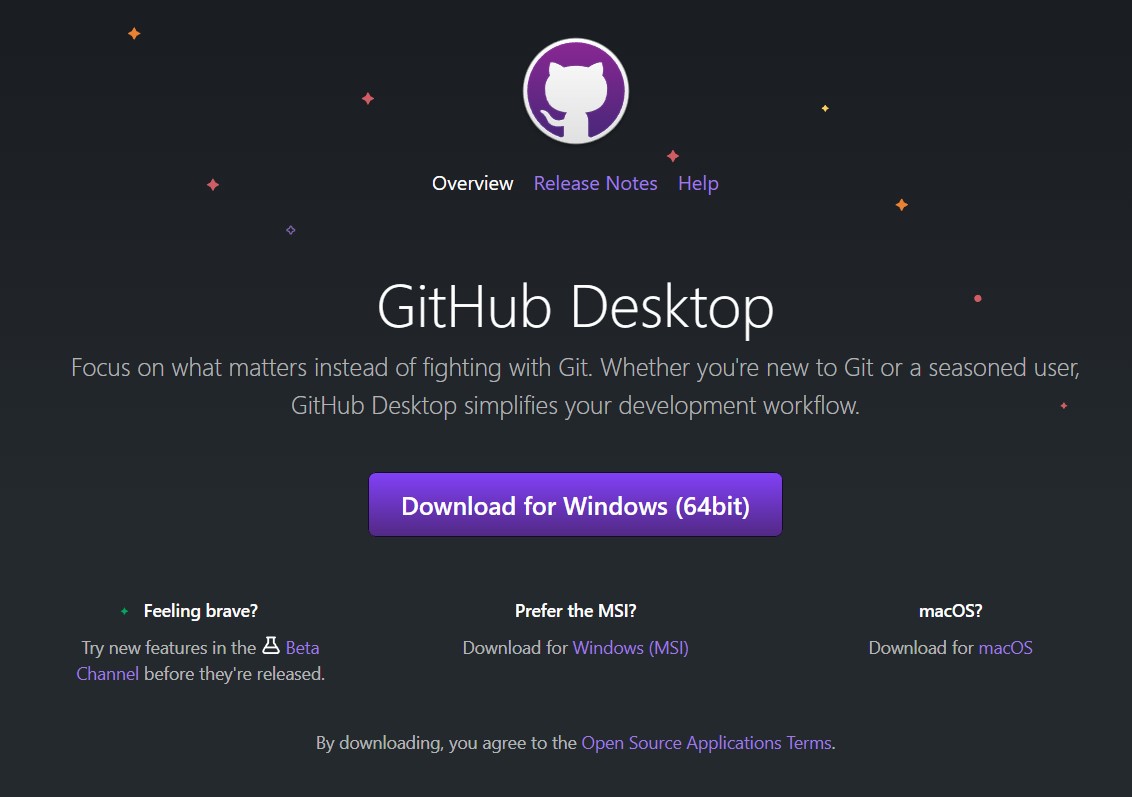 Overview Release Notes Help
GitHub Desktop
Focus on what matters instead of fighting with Git. Whether you're new to Git or a seasoned user,
GitHub Desktop simplifies your development workflow.
Download for Windows (64bit)
Feeling brave?
Try new features in the Beta
Channel before they're released.
Prefer the MSI?
Download for Windows (MSI)
macOS?
Download for macOS
By downloading, you agree to the Open Source Applications Terms.